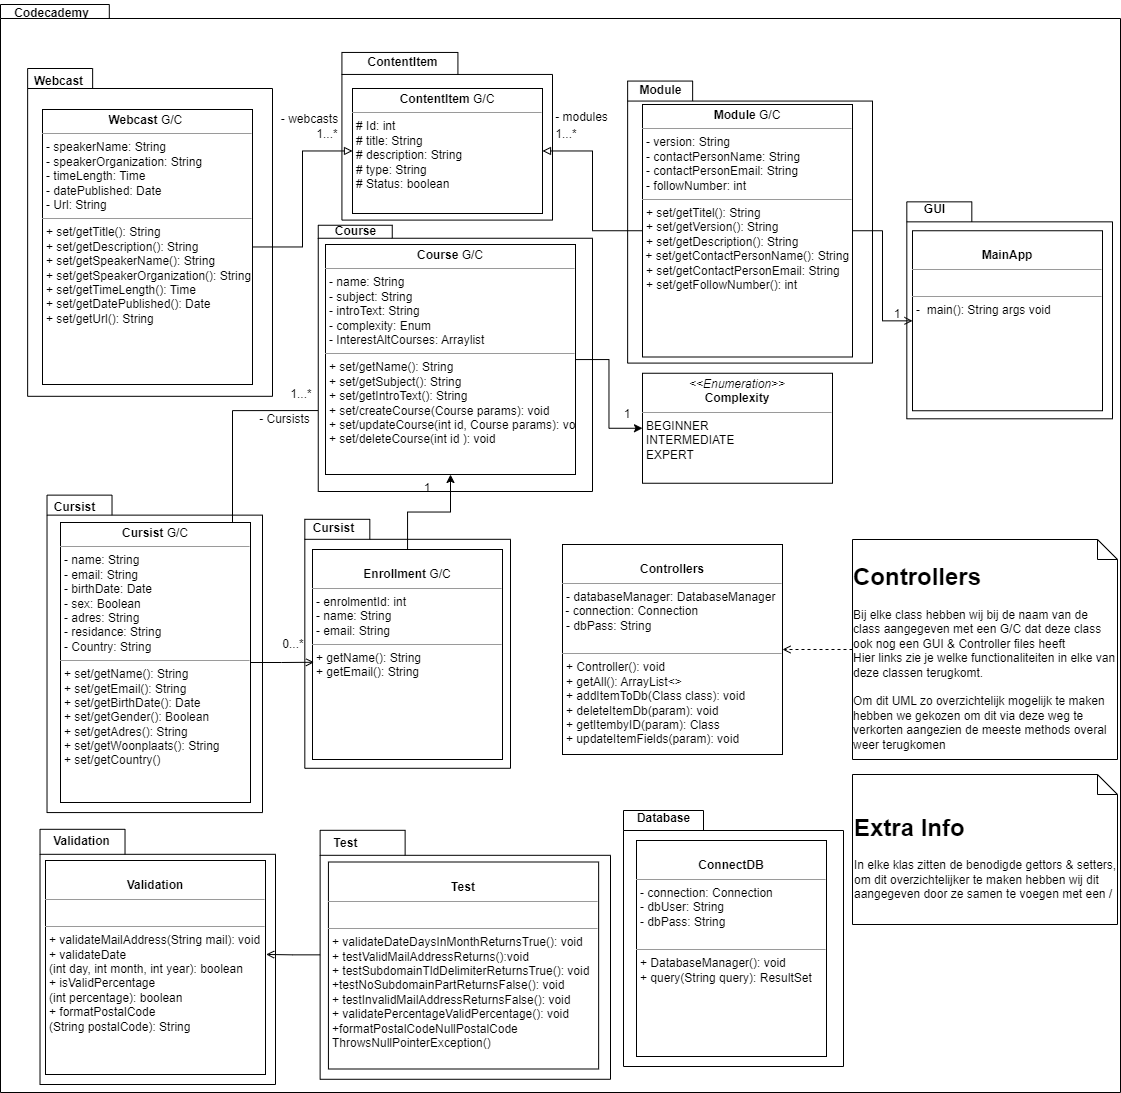 Codecademy
Webcast
Webcast G/C
- speakerName: String
- speakerOrganization: String
- timeLength: Time
- datePublished: Date
- Url: String
+ set/getTitle(): String
+ set/getDescription(): String
+ set/getSpeakerName(): String
+ set/getSpeakerOrganization(): String
+ set/getTimeLength(): Time
+ set/getDatePublished(): Date
+ set/getUrl(): String
- webcasts
1...*
ContentItem
ContentItem G/C
# Id: int
# title: String
# description: String
# type: String
# Status: boolean
- modules
1...*
Module
Module G/C
- version: String
- contactPersonName: String
- contactPersonEmail: String
- followNumber: int
+ set/getTitel(): String
+ set/getVersion(): String
+ set/getDescription(): String
+ set/getContactPersonName(): String
+ set/getContactPersonEmail: String
+ set/getFollowNumber(): int
1
GUI
MainApp
- main(): String args void
Course
Course G/C
- name: String
- subject: String
- introText: String
- complexity: Enum
- InterestAltCourses: Arraylist
+ set/getName(): String
+ set/getSubject(): String
+ set/getIntroText(): String
+ set/createCourse(Course params): void
+ set/updateCourse(int id, Course params): vo
+ set/deleteCourse(int id ): void
1...*
- Cursists
1
<<Enumeration>>
Complexity
BEGINNER
INTERMEDIATE
EXPERT
1
Cursist
Cursist G/C
- name: String
- email: String
- birthDate: Date
- sex: Boolean
- adres: String
- residance: String
- Country: String
+ set/getName(): String
+ set/getEmail(): String
+ set/getBirthDate(): Date
+ set/getGender(): Boolean
+ set/getAdres(): String
+ set/getWoonplaats(): String
+ set/getCountry()
0...*
Cursist
Enrollment G/C
- enrolmentId: int
- name: String
- email: String
+ getName(): String
+ getEmail(): String
Controllers
- databaseManager: DatabaseManager
- connection: Connection
- dbPass: String
+ Controller(): void
+ getAll(): ArrayList<>
+ addItemToDb(Class class): void
+ deleteItemDb(param): void
+ getItembyID(param): Class
+ updateItemFields(param): void
Controllers
Bij elke class hebben wij bij de naam van de
class aangegeven met een G/C dat deze class
ook nog een GUI & Controller files heeft
Hier links zie je welke functionaliteiten in elke van
deze classen terugkomt.
Om dit UML zo overzichtelijk mogelijk te maken
hebben we gekozen om dit via deze weg te
verkorten aangezien de meeste methods overal
weer terugkomen
Extra Info
In elke klas zitten de benodigde gettors & setters,
om dit overzichtelijker te maken hebben wij dit
aangegeven door ze samen te voegen met een /
Validation
Validation
+ validateMailAddress(String mail): void
+ validateDate
(int day, int month, int year): boolean
+ isValidPercentage
(int percentage): boolean
+ formatPostalCode
(String postalCode): String
Test
Test
+ validateDateDaysInMonthReturnsTrue(): void
+ testValidMailAddressReturns():void
+ testSubdomainTldDelimiterReturnsTrue(): void
+testNoSubdomainPartReturnsFalse(): void
+ testInvalidMailAddressReturnsFalse(): void
+ validatePercentageValidPercentage(): void
+formatPostalCodeNullPostalCode
ThrowsNullPointerException()
Database
ConnectDB
- connection: Connection
- dbUser: String
- dbPass: String
+ DatabaseManager(): void
+ query(String query): ResultSet